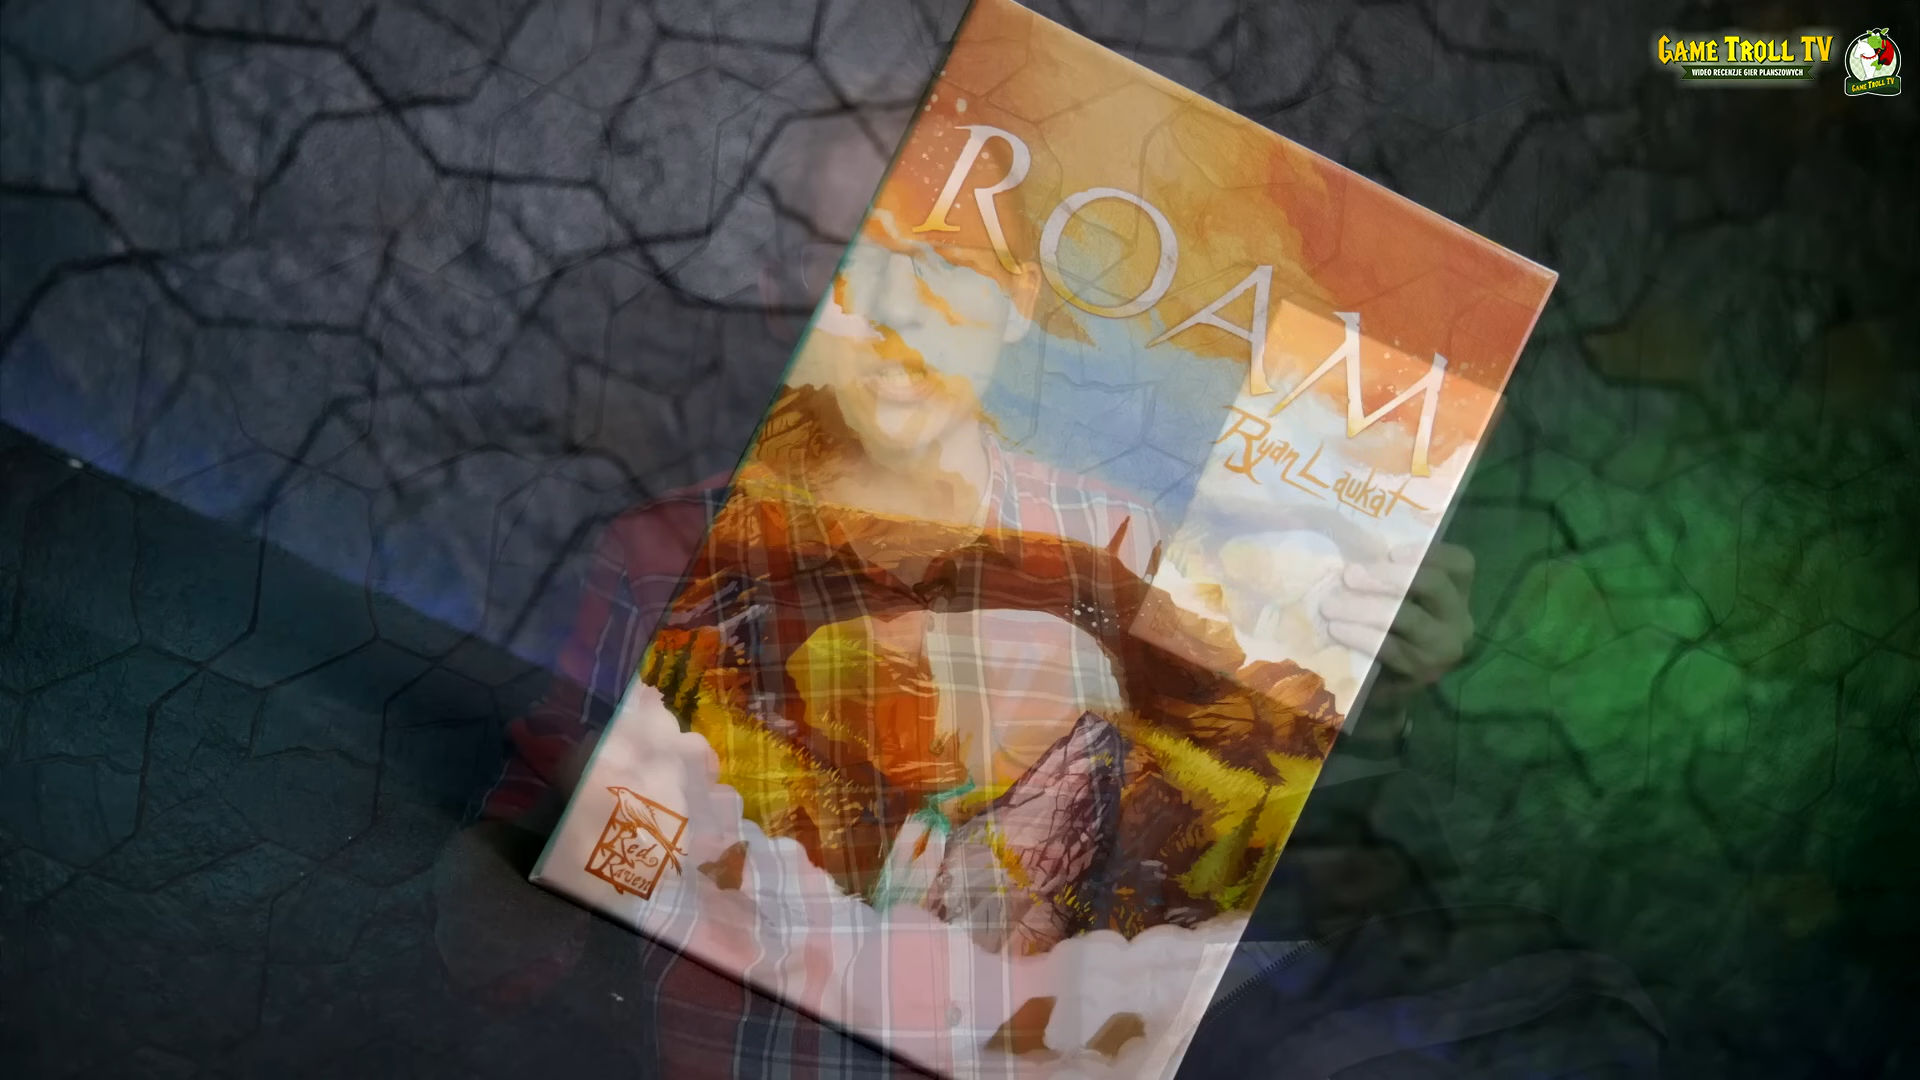 GAME TROLL TV
WIDEO RECENZJE GIER PLANSZOWYCH
GAME TROLL TV
ROAM
Ryan Laukat
Red
Raven